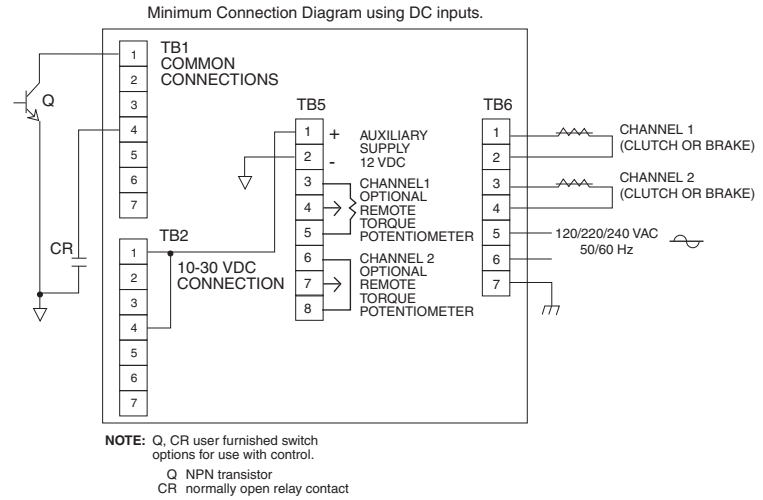 Minimum Connection Diagram using DC inputs.
TB1
COMMON
CONNECTIONS
1
2
3
4
5
6
7
Q
CR
TB2
10-30 VDC
CONNECTION
1
2
3
4
5
6
7
TB5
1
2
3
4
5
6
7
8
+
-
AUXILIARY
SUPPLY
12 VDC
CHANNEL1
OPTIONAL
REMOTE
TORQUE
POTENTIOMETER
CHANNEL 2
OPTIONAL
REMOTE
TORQUE
POTENTIOMETER
TB6
1
2
3
4
5
6
7
CHANNEL 1
(CLUTCH OR BRAKE)
CHANNEL 2
(CLUTCH OR BRAKE)
120/220/240 VAC
50/60 Hz
NOTE: Q, CR user furnished switch
options for use with control.
Q NPN transistor
CR normally open relay contact